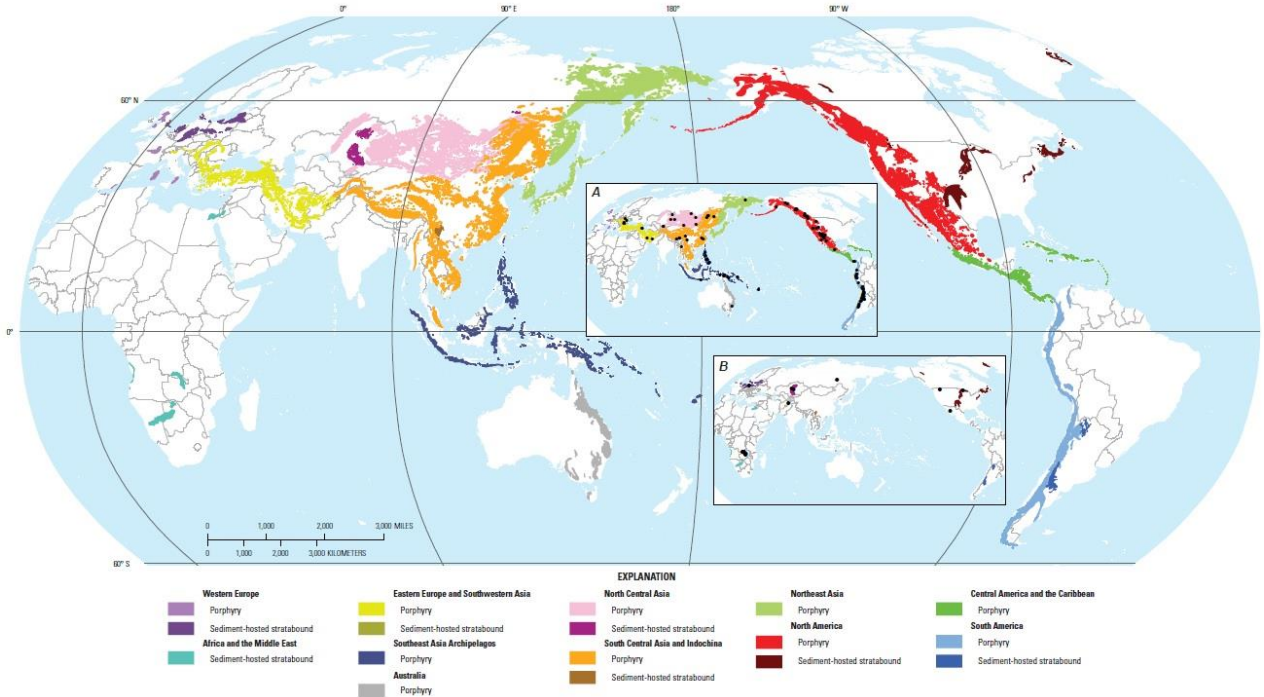 0° 90° E 180° 90° W
60° N
A
0°
B
0 1,000 2,000 3,000 MILES
0 1,000 2,000 3,000 KILOMETERS
60° S
EXPLANATION
Western Europe
Porphyry
Sediment-hosted stratabound
Africa and the Middle East
Sediment-hosted stratabound
Eastern Europe and Southwestern Asia
Porphyry
Sediment-hosted stratabound
Southeast Asia Archipelagos
Porphyry
Australia
Porphyry
North Central Asia
Porphyry
Sediment-hosted stratabound
South Central Asia and Indochina
Porphyry
Sediment-hosted stratabound
Northeast Asia
Porphyry
North America
Porphyry
Sediment-hosted stratabound
Central America and the Caribbean
Porphyry
South America
Porphyry
Sediment-hosted stratabound